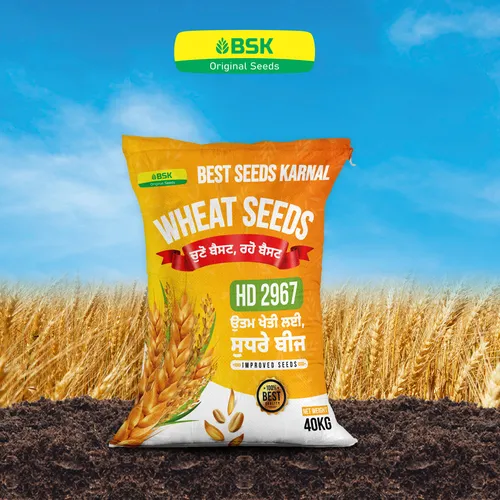 BSK
Original Seeds
BSK
Original Seeds
BEST SEEDS KARNAL
WHEAT SEEDS
ਚੁਣੋ ਬੈਸਟ, ਰਹੋ ਬੈਸਟ
HD 2967
ਉਤਮ ਖੇਤੀ ਲਈ,
ਸੁਧਰੇ ਬੀਜ
IMPROVED SEEDS
100%
BEST
QUALITY
NET WEIGHT
40KG